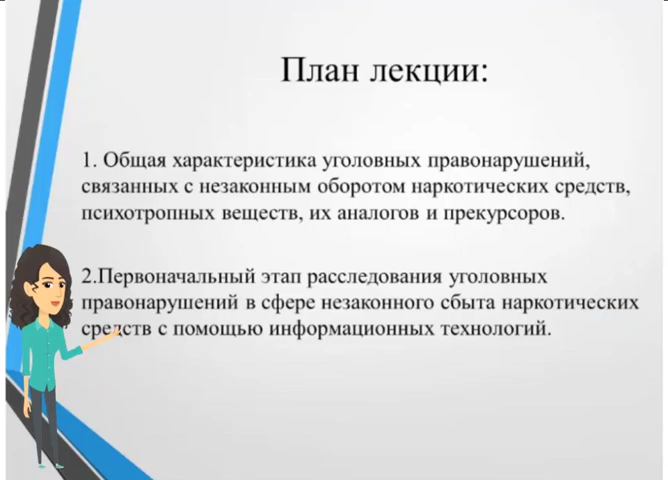 План лекции:
1. Общая характеристика уголовных правонарушений,
связанных с незаконным оборотом наркотических средств,
психотропных веществ, их аналогов и прекурсоров.
2.Первоначальный этап расследования уголовных
правонарушений в сфере незаконного сбыта наркотических
средств с помощью информационных технологий.